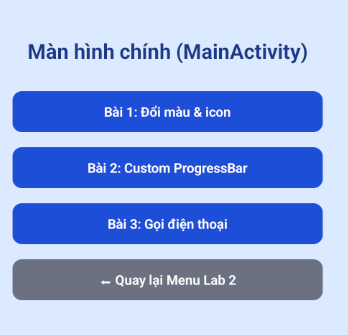 Màn hình chính (MainActivity)
Bài 1: Đổi màu & icon
Bài 2: Custom ProgressBar
Bài 3: Gọi điện thoại
← Quay lại Menu Lab 2